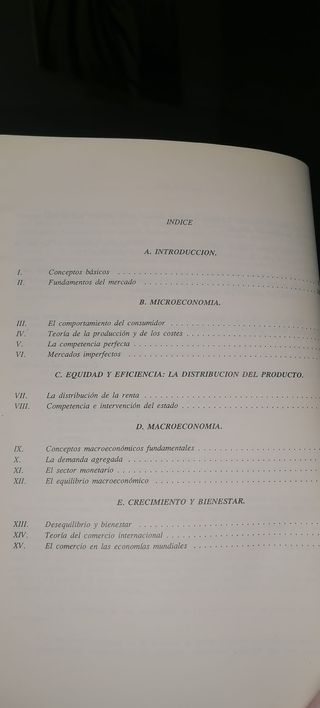 INDICE
A. INTRODUCCION.
I. Conceptos básicos
II. Fundamentos del mercado
B. MICROECONOMIA.
III. El comportamiento del consumidor
IV. Teoría de la producción y de los costes
V. La competencia perfecta
VI. Mercados imperfectos
C. EQUIDAD Y EFICIENCIA: LA DISTRIBUCION DEL PRODUCTO.
VII. La distribución de la renta
VIII. Competencia e intervención del estado
D. MACROECONOMIA.
IX. Conceptos macroeconómicos fundamentales
X. La demanda agregada
XI. El sector monetario
XII. El equilibrio macroeconómico
E. CRECIMIENTO Y BIENESTAR.
XIII. Desequilibrio y bienestar
XIV. Teoría del comercio internacional
XV. El comercio en las economías mundiales